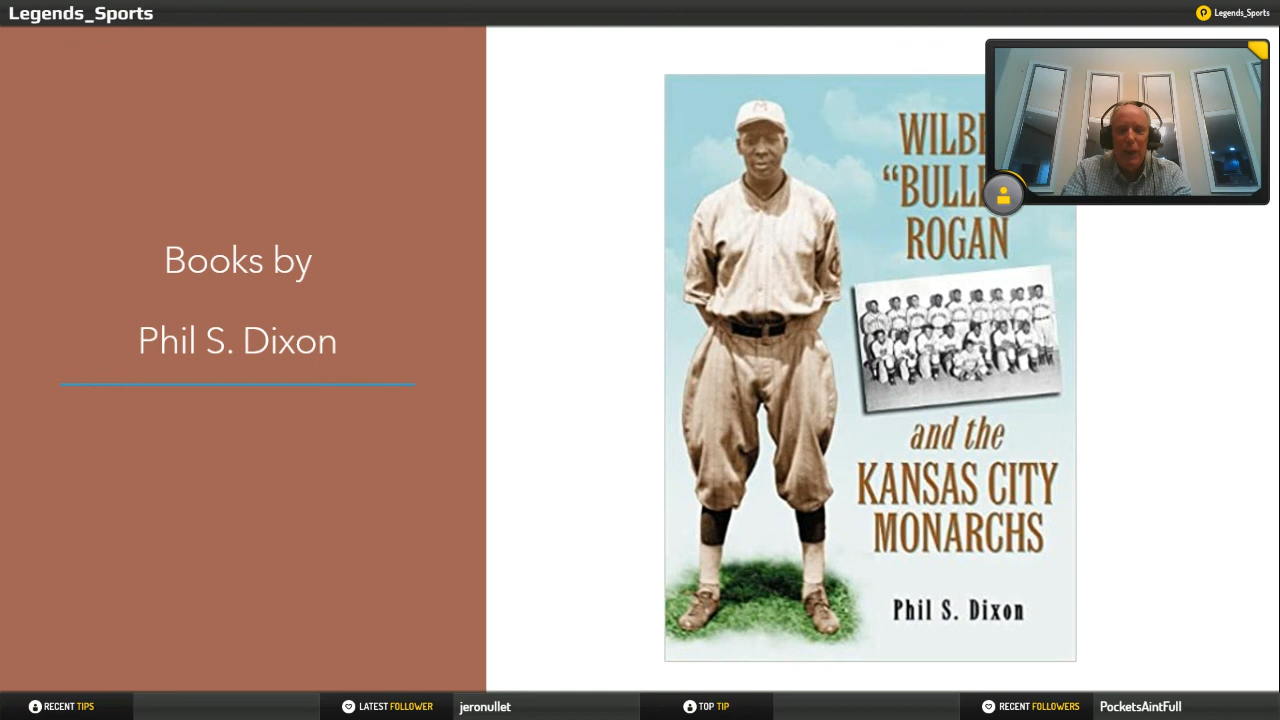 Legends_Sports
Legends_Sports
Books by
Phil S. Dixon
ROGAN
and the
KANSAS CITY
MONARCHS
Phil S. Dixon
M
RECENT TIPS
LATEST FOLLOWER
jeronullet
TOP TIP
RECENT FOLLOWERS
PocketsAintFull